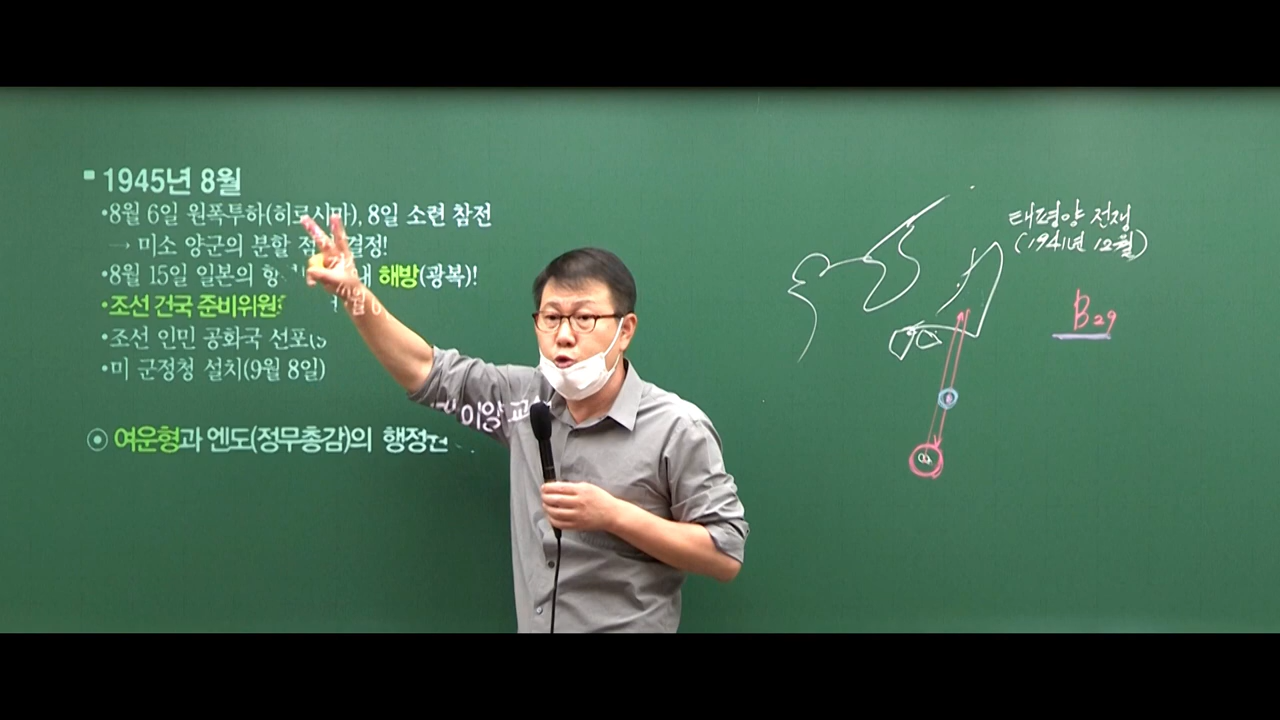 1945년 8월
•8월 6일 원폭투하(히로시마), 8일 소련 참전
→ 미소 양군의 분할 결정!
•8월 15일 일본의 해방(광복)!
•조선 건국 준비위원
•조선 인민 공화국 선포
•미 군정청 설치(9월 8일)
이양
⊙ 여운형과 엔도(정무총감)의 행정
태평양 전쟁
(1941년 12월)
B29